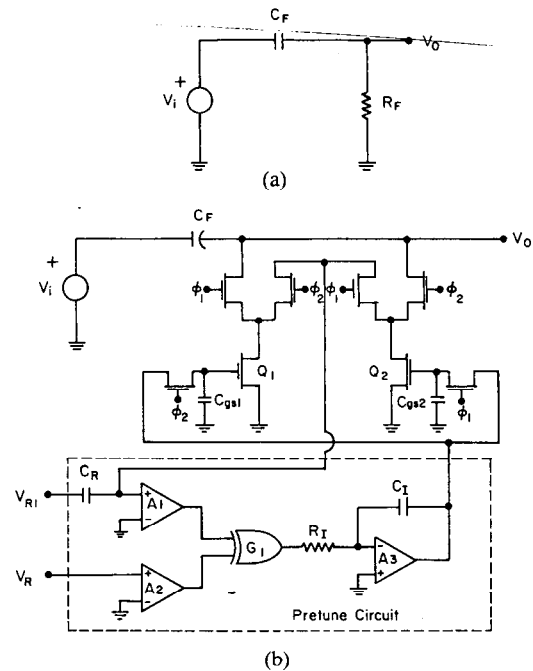 C_F
V_o
+
V_i
R_F
(a)
C_F
V_o
+
V_i
ϕ_1
ϕ_2
ϕ_1
ϕ_2
Q_1
Q_2
C_gs1
C_gs2
ϕ_2
ϕ_1
C_R
C_I
V_R1
+
A1
-
R_I
G_1
-
A3
+
V_R
+
A2
-
Pretune Circuit
(b)